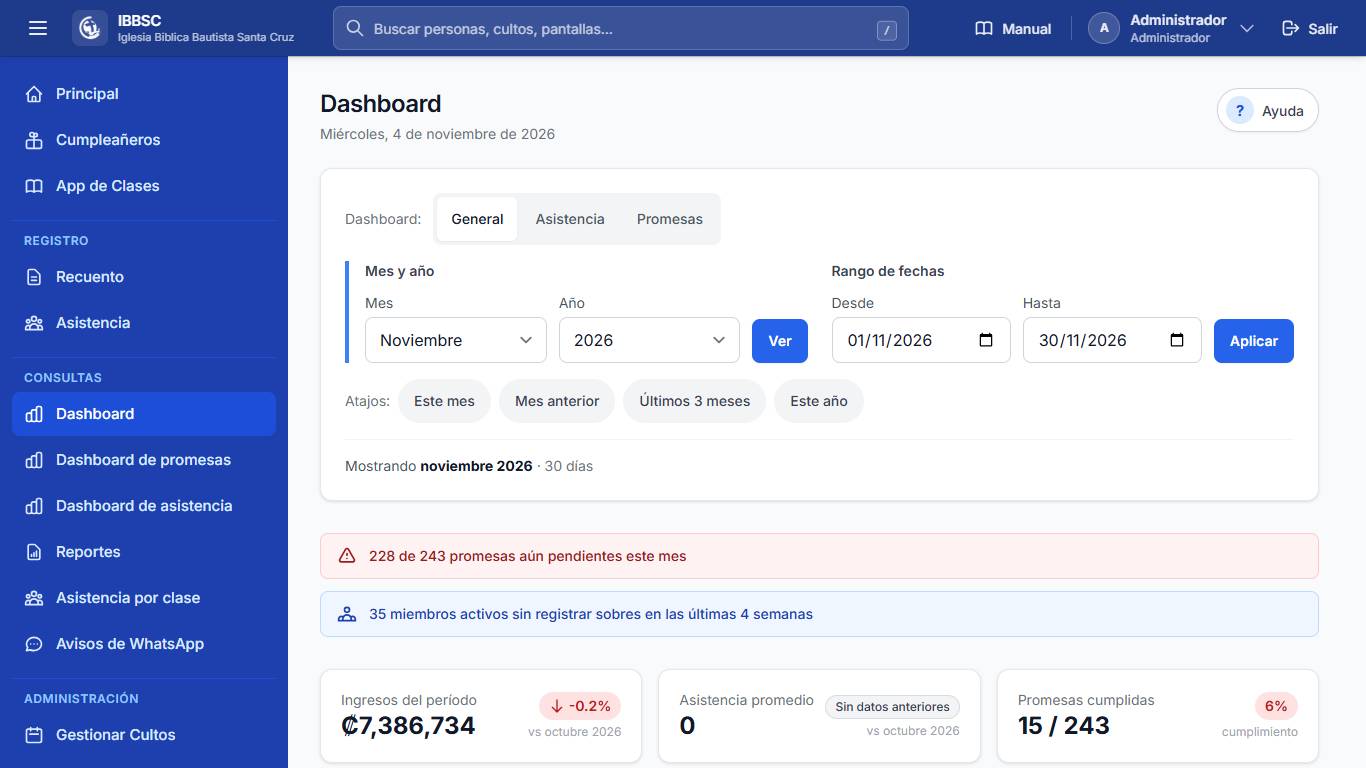 IBBSC
Iglesia Bíblica Bautista Santa Cruz
Buscar personas, cultos, pantallas...
/
Manual
A
Administrador
Administrador
Salir
Principal
Cumpleañeros
App de Clases
REGISTRO
Recuento
Asistencia
CONSULTAS
Dashboard
Dashboard de promesas
Dashboard de asistencia
Reportes
Asistencia por clase
Avisos de WhatsApp
ADMINISTRACIÓN
Gestionar Cultos
Dashboard
Miércoles, 4 de noviembre de 2026
? Ayuda
Dashboard: General Asistencia Promesas
Mes y año
Mes Año
Noviembre 2026 Ver
Rango de fechas
Desde Hasta
01/11/2026 30/11/2026 Aplicar
Atajos: Este mes Mes anterior Últimos 3 meses Este año
Mostrando noviembre 2026 · 30 días
228 de 243 promesas aún pendientes este mes
35 miembros activos sin registrar sobres en las últimas 4 semanas
Ingresos del período
₡7,386,734
↓ -0.2%
vs octubre 2026
Asistencia promedio
0
Sin datos anteriores
vs octubre 2026
Promesas cumplidas
15 / 243
6%
cumplimiento